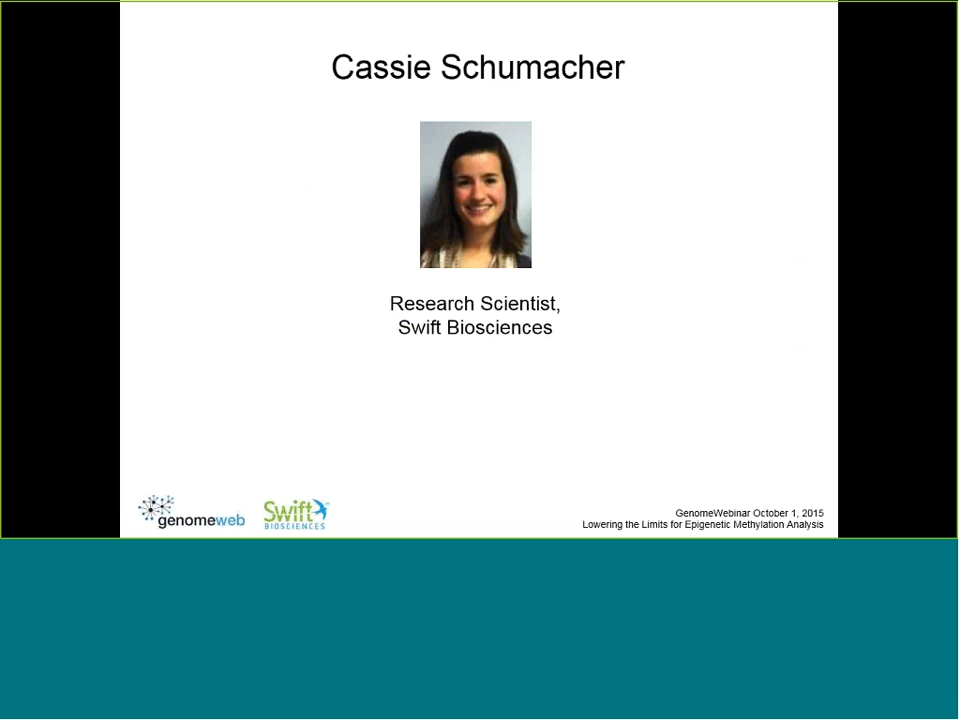 Cassie Schumacher
Research Scientist,
Swift Biosciences
genomeweb
Swift
BIOSCIENCES
GenomeWebinar October 1, 2015
Lowering the Limits for Epigenetic Methylation Analysis